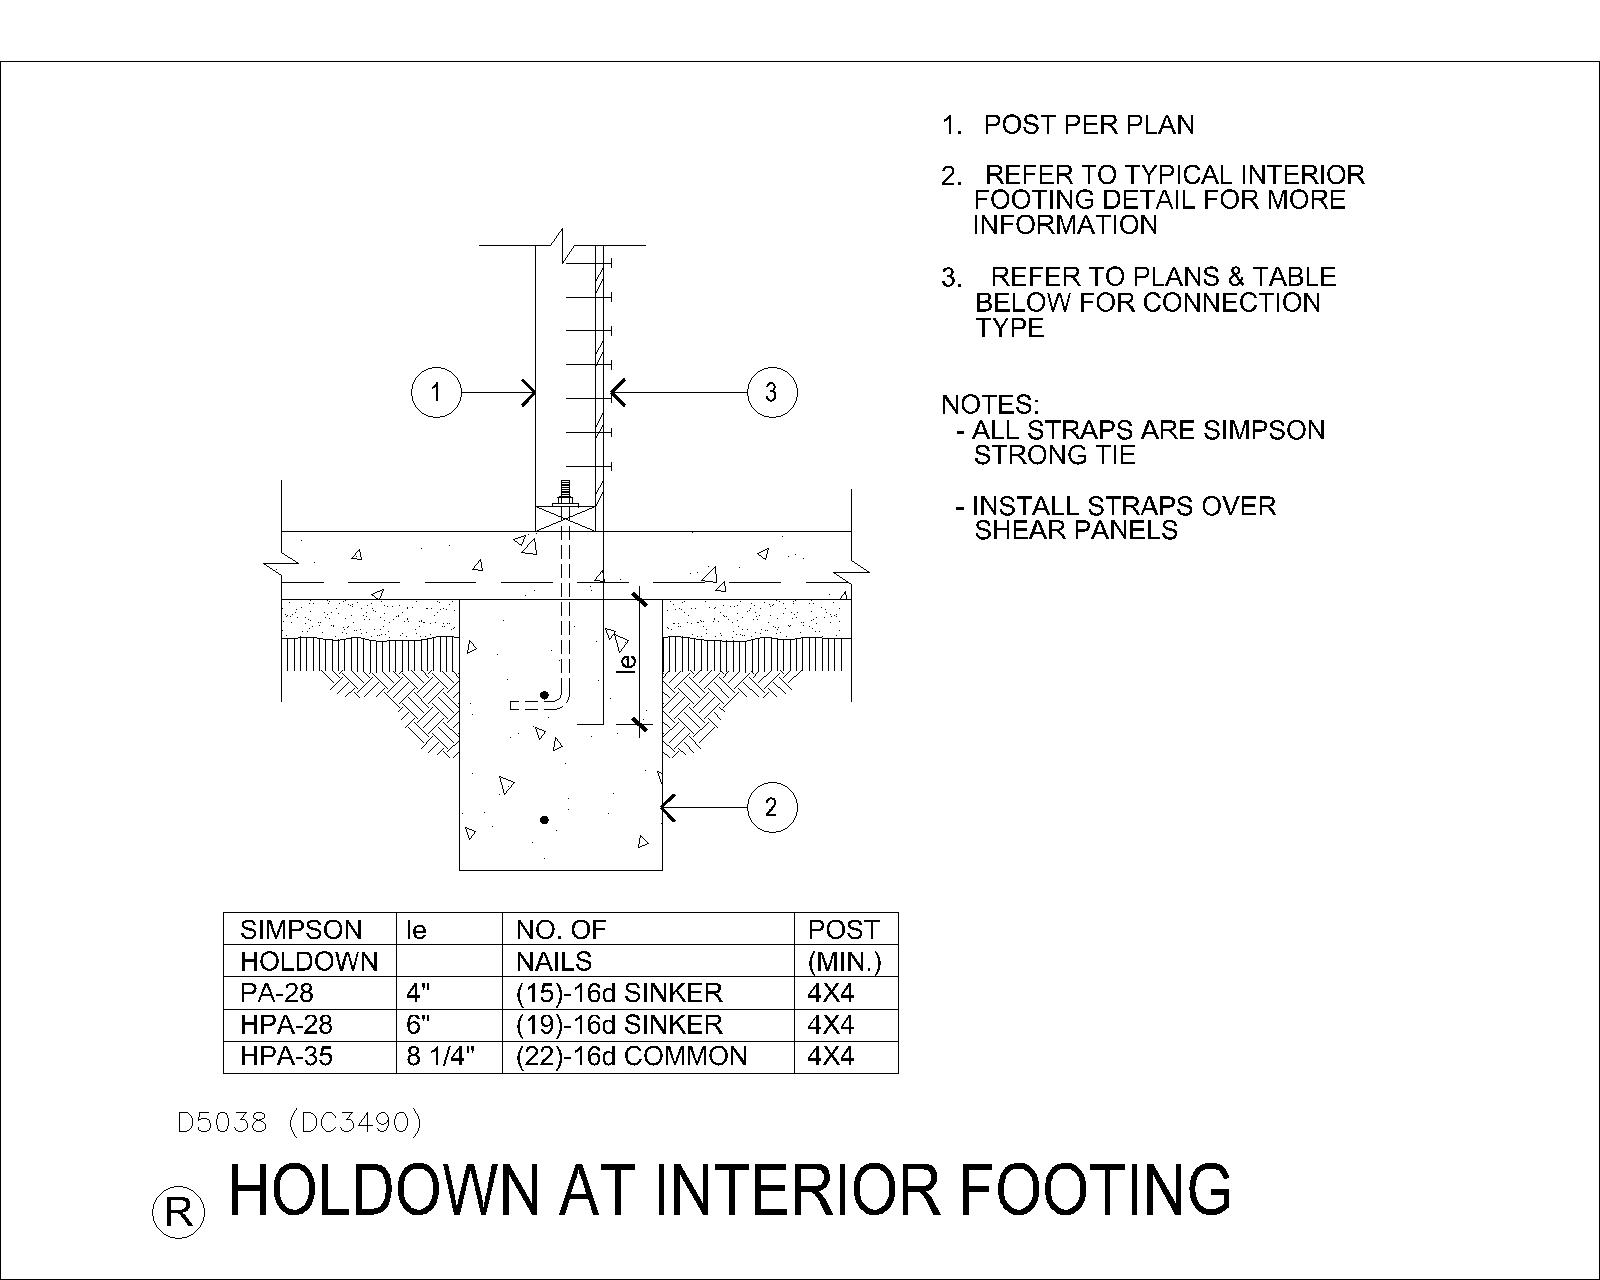 1. POST PER PLAN
2. REFER TO TYPICAL INTERIOR
FOOTING DETAIL FOR MORE
INFORMATION
3. REFER TO PLANS & TABLE
BELOW FOR CONNECTION
TYPE
NOTES:
- ALL STRAPS ARE SIMPSON
STRONG TIE
- INSTALL STRAPS OVER
SHEAR PANELS
1
3
le
2
SIMPSON le NO. OF POST
HOLDOWN NAILS (MIN.)
PA-28 4" (15)-16d SINKER 4X4
HPA-28 6" (19)-16d SINKER 4X4
HPA-35 8 1/4" (22)-16d COMMON 4X4
D5038 (DC3490)
R HOLDOWN AT INTERIOR FOOTING